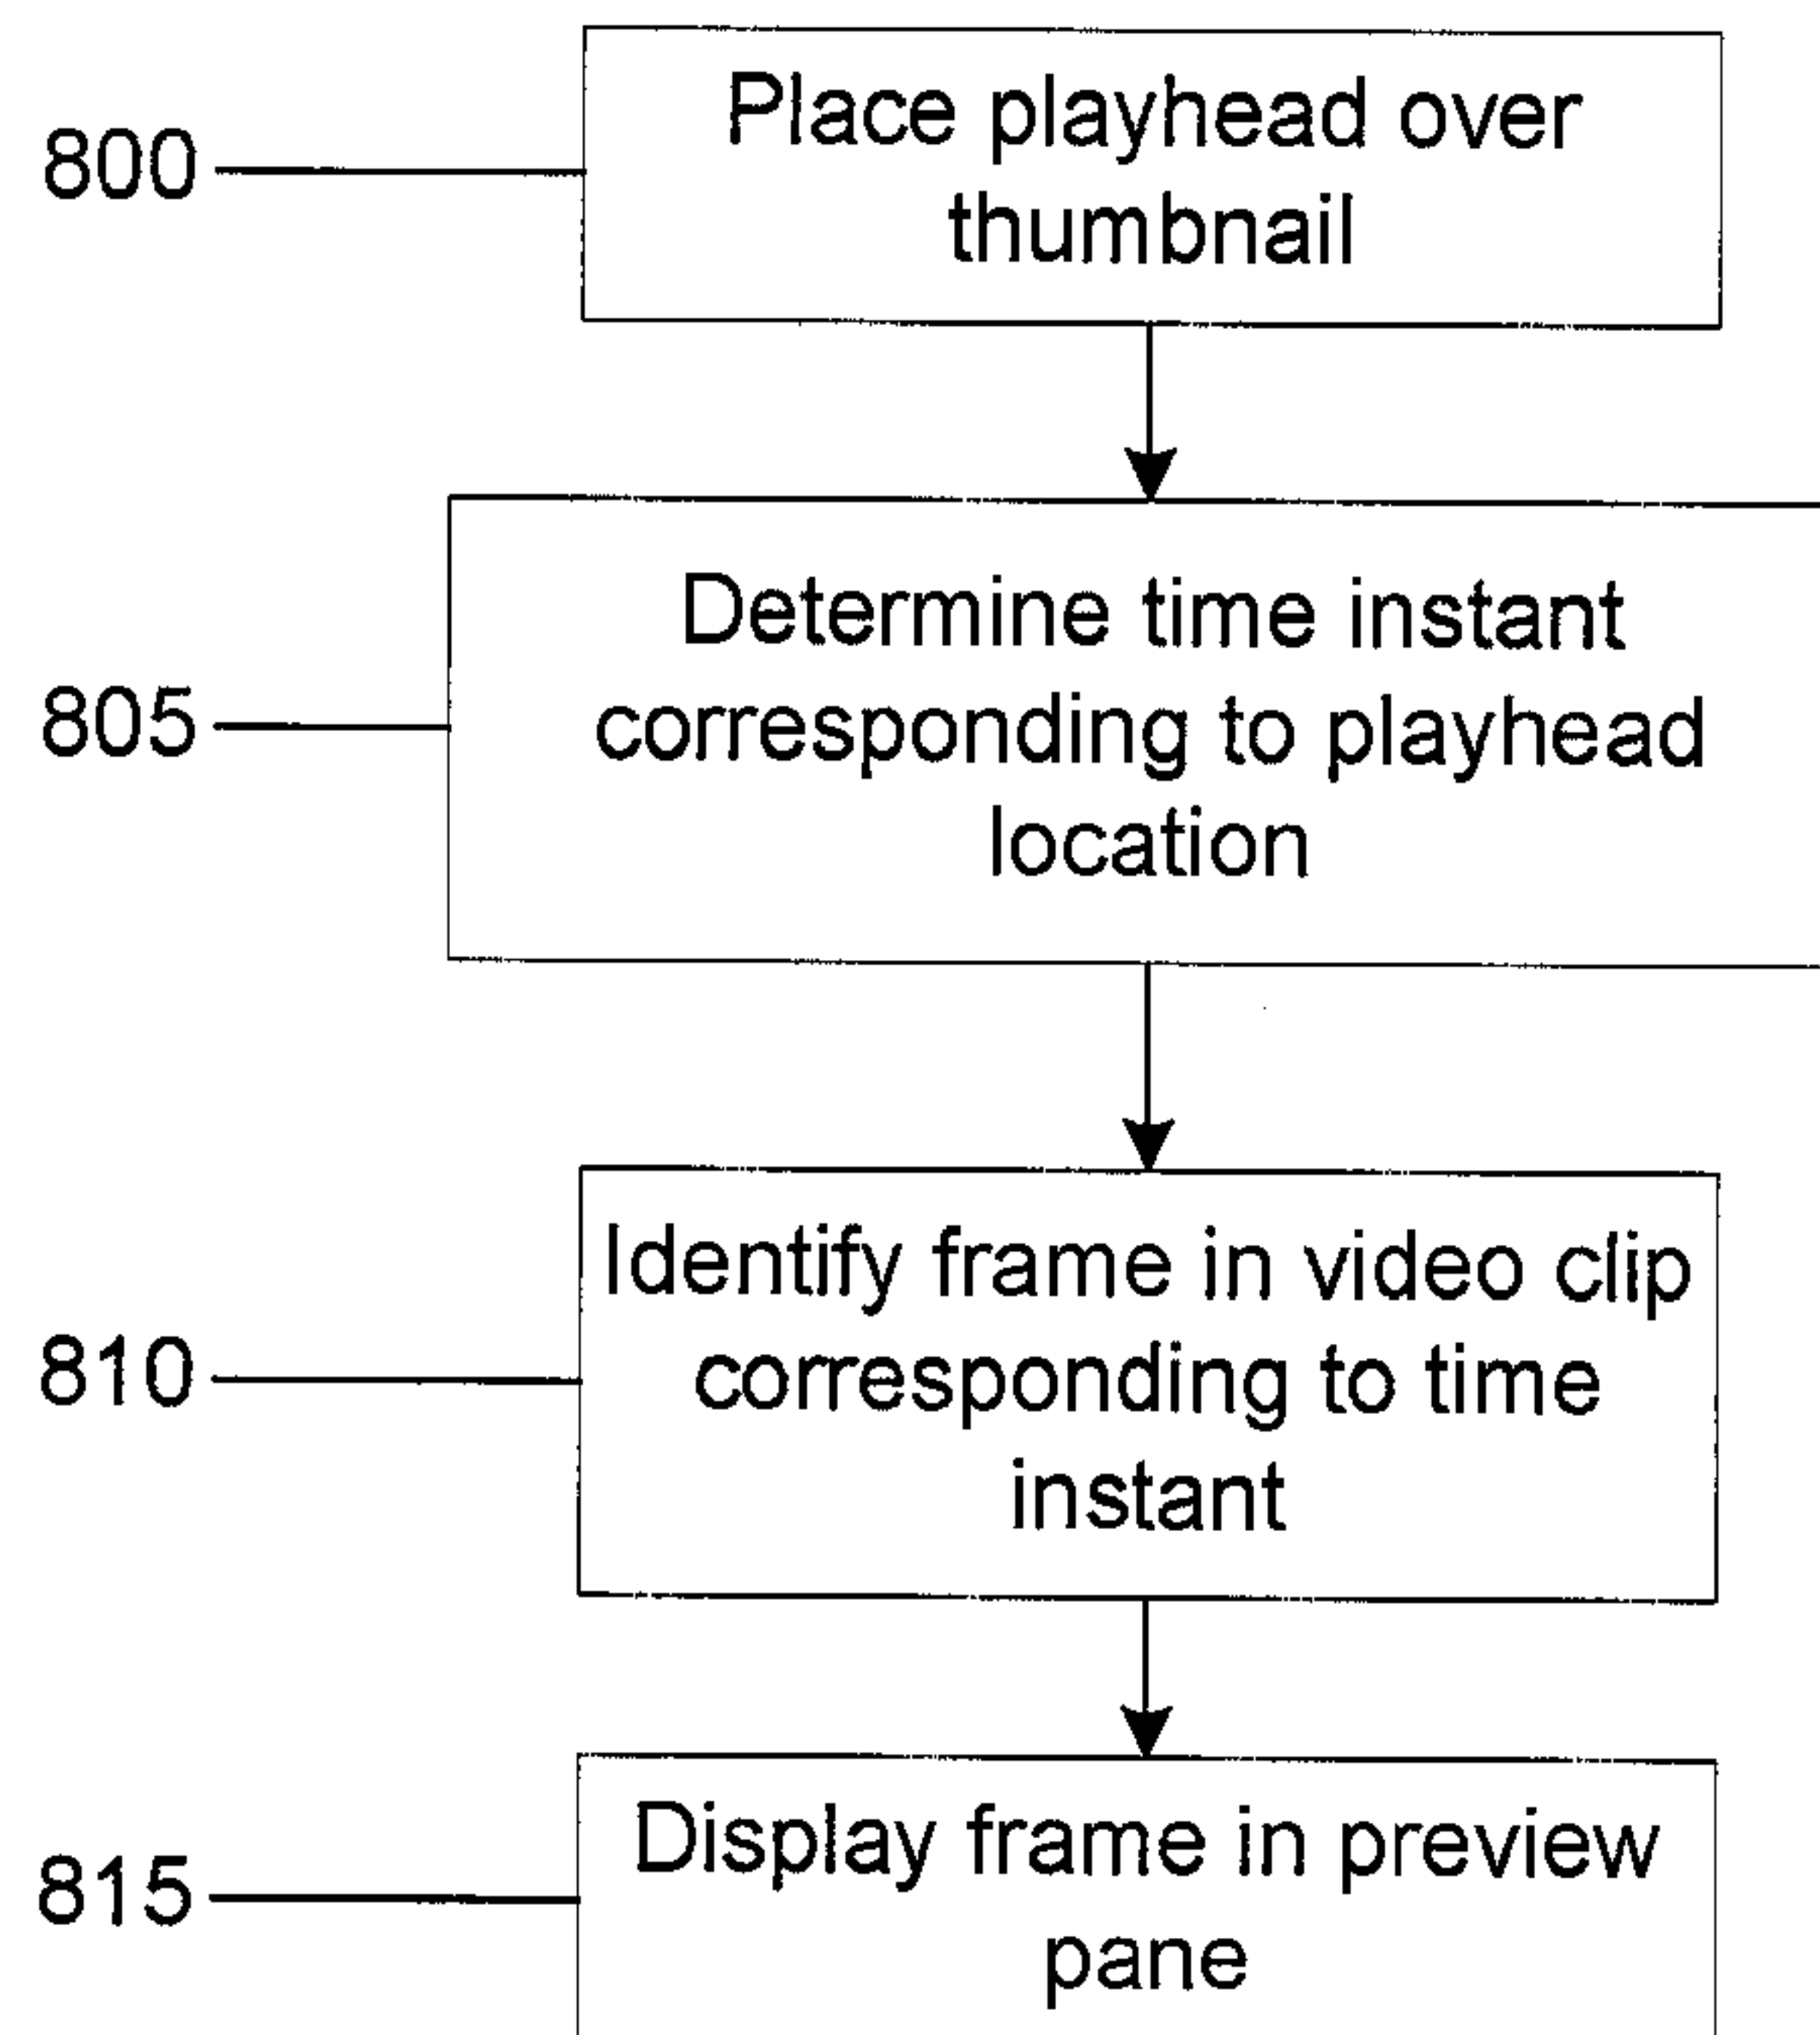 800
Place playhead over
thumbnail
805
Determine time instant
corresponding to playhead
location
810
Identify frame in video clip
corresponding to time
instant
815
Display frame in preview
pane